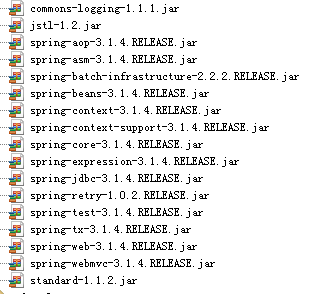 commons-logging-1.1.1.jar
jstl-1.2.jar
spring-aop-3.1.4.RELEASE.jar
spring-asm-3.1.4.RELEASE.jar
spring-batch-infrastructure-2.2.2.RELEASE.jar
spring-beans-3.1.4.RELEASE.jar
spring-context-3.1.4.RELEASE.jar
spring-context-support-3.1.4.RELEASE.jar
spring-core-3.1.4.RELEASE.jar
spring-expression-3.1.4.RELEASE.jar
spring-jdbc-3.1.4.RELEASE.jar
spring-retry-1.0.2.RELEASE.jar
spring-test-3.1.4.RELEASE.jar
spring-tx-3.1.4.RELEASE.jar
spring-web-3.1.4.RELEASE.jar
spring-webmvc-3.1.4.RELEASE.jar
standard-1.1.2.jar